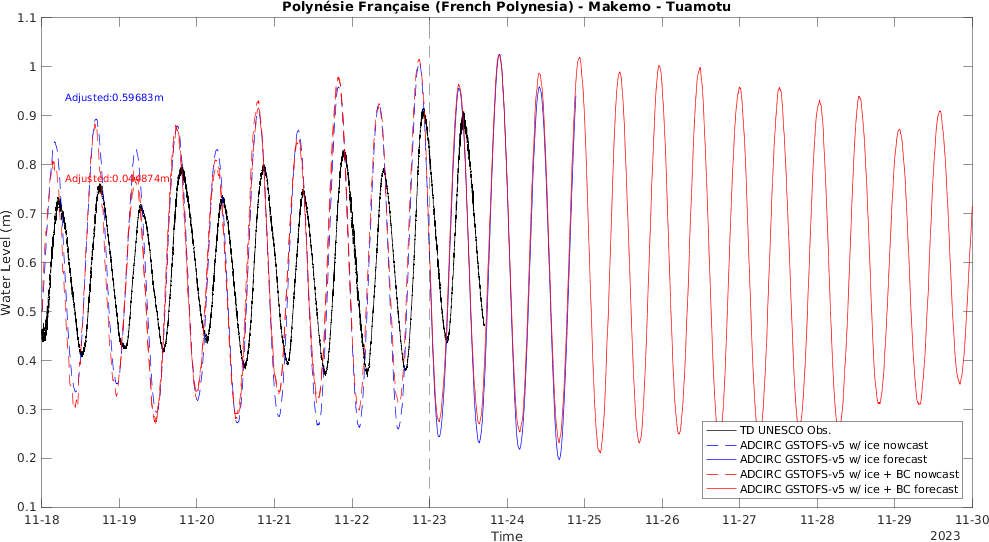 Polynésie Française (French Polynesia) - Makemo - Tuamotu
1.1
1
0.9
0.8
0.7
0.6
0.5
0.4
0.3
0.2
0.1
Water Level (m)
Adjusted:0.59683m
Adjusted:0.049874m
TD UNESCO Obs.
ADCIRC GSTOFS-v5 w/ ice nowcast
ADCIRC GSTOFS-v5 w/ ice forecast
ADCIRC GSTOFS-v5 w/ ice + BC nowcast
ADCIRC GSTOFS-v5 w/ ice + BC forecast
11-18 11-19 11-20 11-21 11-22 11-23 11-24 11-25 11-26 11-27 11-28 11-29 11-30
Time
2023